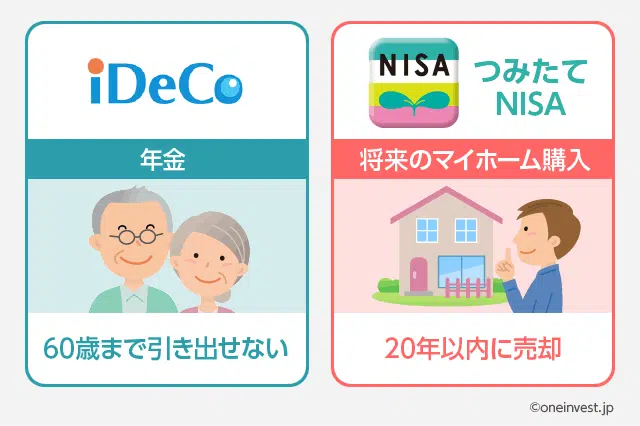 iDeCo
年金
60歳まで引き出せない
NISA
つみたて
NISA
将来のマイホーム購入
20年以内に売却
©oneinvest.jp